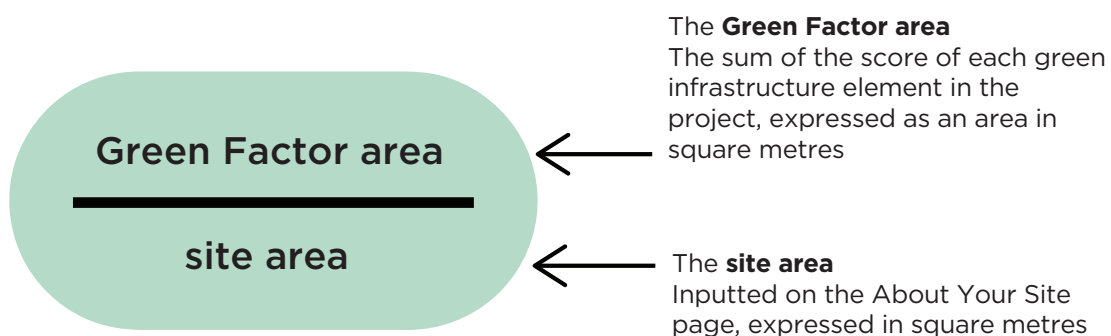 The Green Factor area
The sum of the score of each green
infrastructure element in the
project, expressed as an area in
square metres
Green Factor area
site area
The site area
Inputted on the About Your Site
page, expressed in square metres